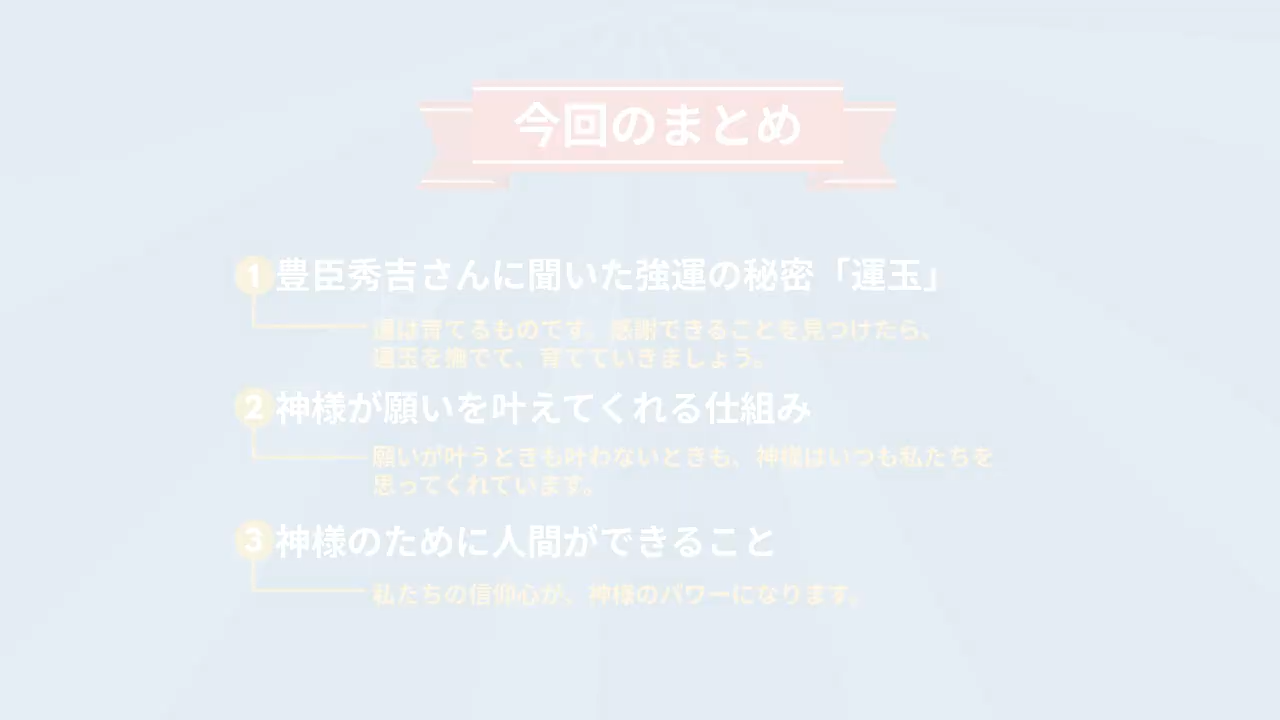 今回のまとめ
1 豊臣秀吉さんに聞いた強運の秘密「運玉」
運は育てるものです。感謝できることを見つけたら、
運玉を撫でて、育てていきましょう。
2 神様が願いを叶えてくれる仕組み
願いが叶うときも叶わないときも、神様はいつも私たちを
思ってくれています。
3 神様のために人間ができること
私たちの信仰心が、神様のパワーになります。